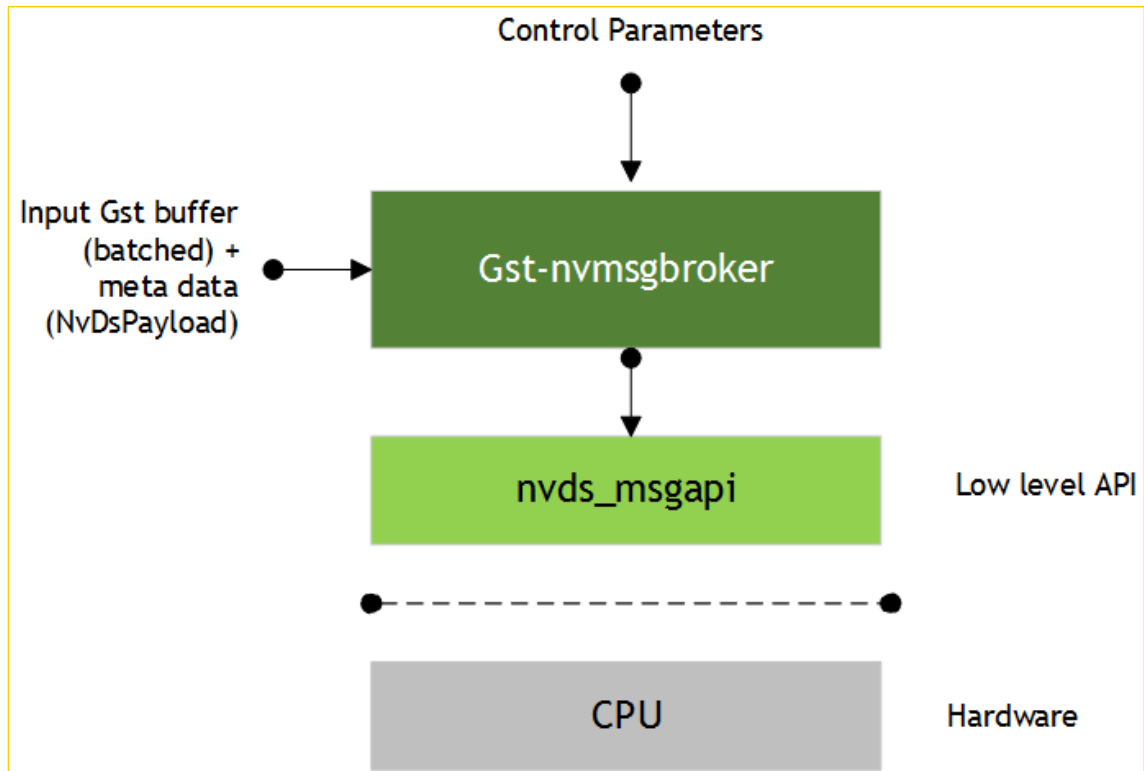 Control Parameters
Input Gst buffer
(batched) +
meta data
(NvDsPayload)
Gst-nvmsgbroker
nvds_msgapi
Low level API
CPU
Hardware